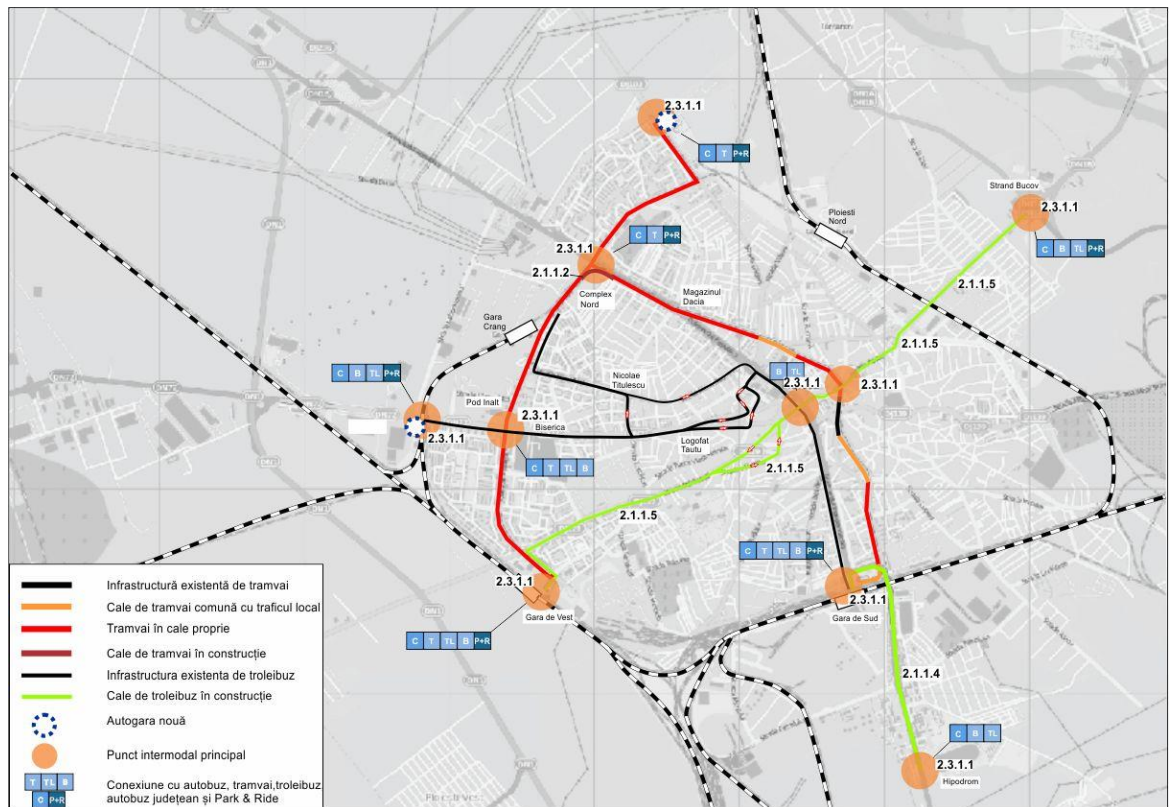 2.3.1.1
C T P+R
Strand Bucov
2.3.1.1
C B TL P+R
Ploiesti
Nord
C T P+R
2.3.1.1
2.1.1.2
Complex
Nord
Magazinul
Dacia
2.1.1.5
Gara
Crang
2.1.1.5
C B TL P+R
Nicolae
Titulescu
B TL
2.3.1.1
2.3.1.1
Pod Inalt
2.3.1.1
Biserica
2.3.1.1
Logofat
Tautu
C T TL B
2.1.1.5
2.1.1.5
C T TL B P+R
2.3.1.1
Gara de Vest
2.3.1.1
Gara de Sud
C T TL B P+R
2.1.1.4
C B TL
2.3.1.1
Hipodrom
Infrastructură existentă de tramvai
Cale de tramvai comună cu traficul local
Tramvai în cale proprie
Cale de tramvai în construcție
Infrastructura existenta de troleibuz
Cale de troleibuz în construcție
Autogara nouă
Punct intermodal principal
T TL B
C P+R
Conexiune cu autobuz, tramvai,troleibuz,
autobuz județean și Park & Ride